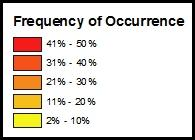 Frequency of Occurrence
41% - 50%
31% - 40%
21% - 30%
11% - 20%
2% - 10%